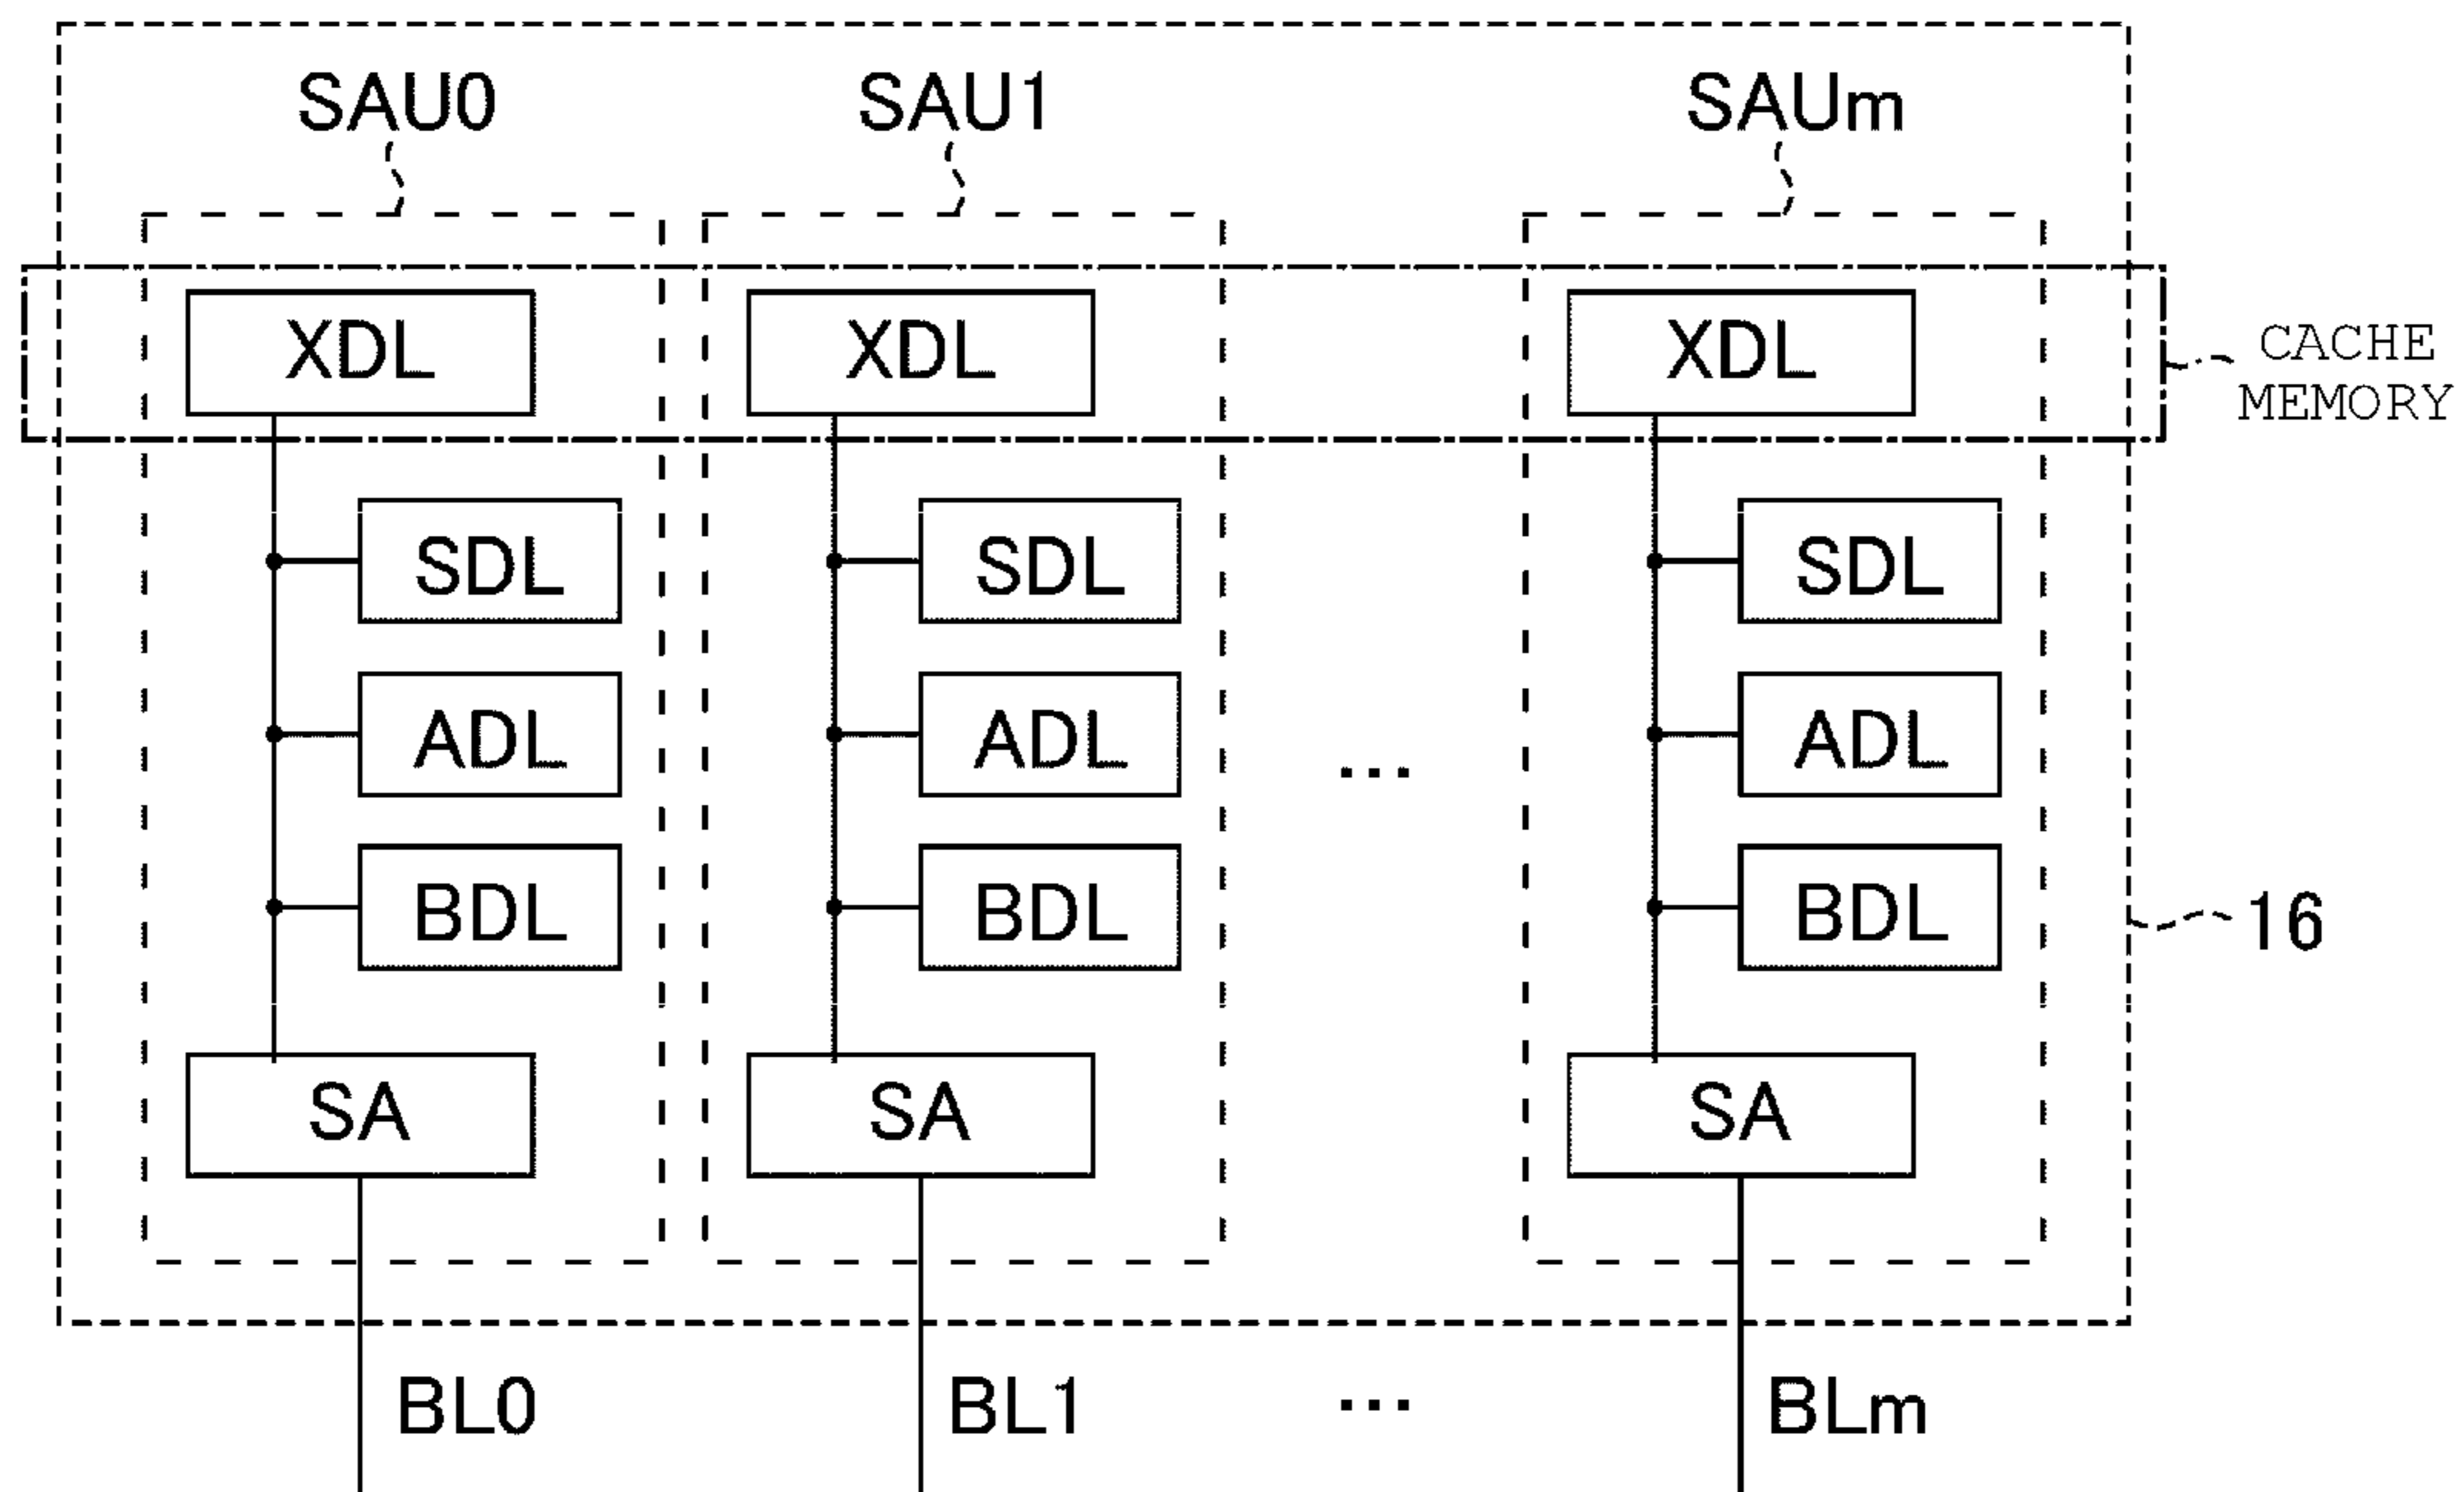 SAU0 SAU1 SAUm
XDL XDL XDL
CACHE
MEMORY
SDL SDL SDL
ADL ADL ... ADL
BDL BDL BDL
16
SA SA SA
BL0 BL1 ... BLm